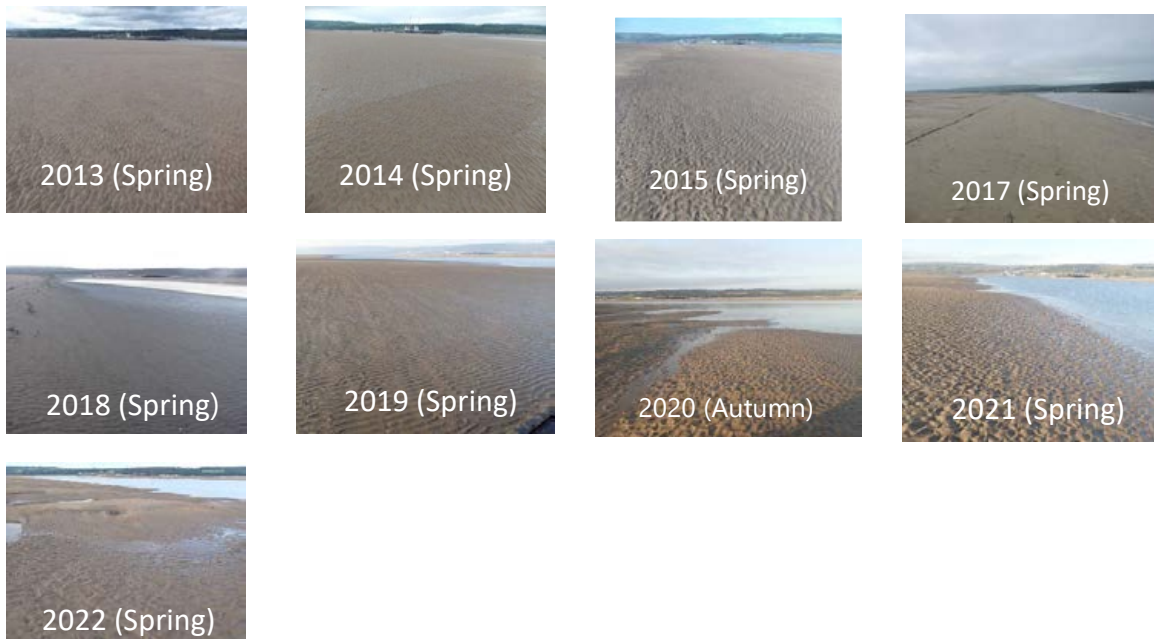 2013 (Spring)
2014 (Spring)
2015 (Spring)
2017 (Spring)
2018 (Spring)
2019 (Spring)
2020 (Autumn)
2021 (Spring)
2022 (Spring)